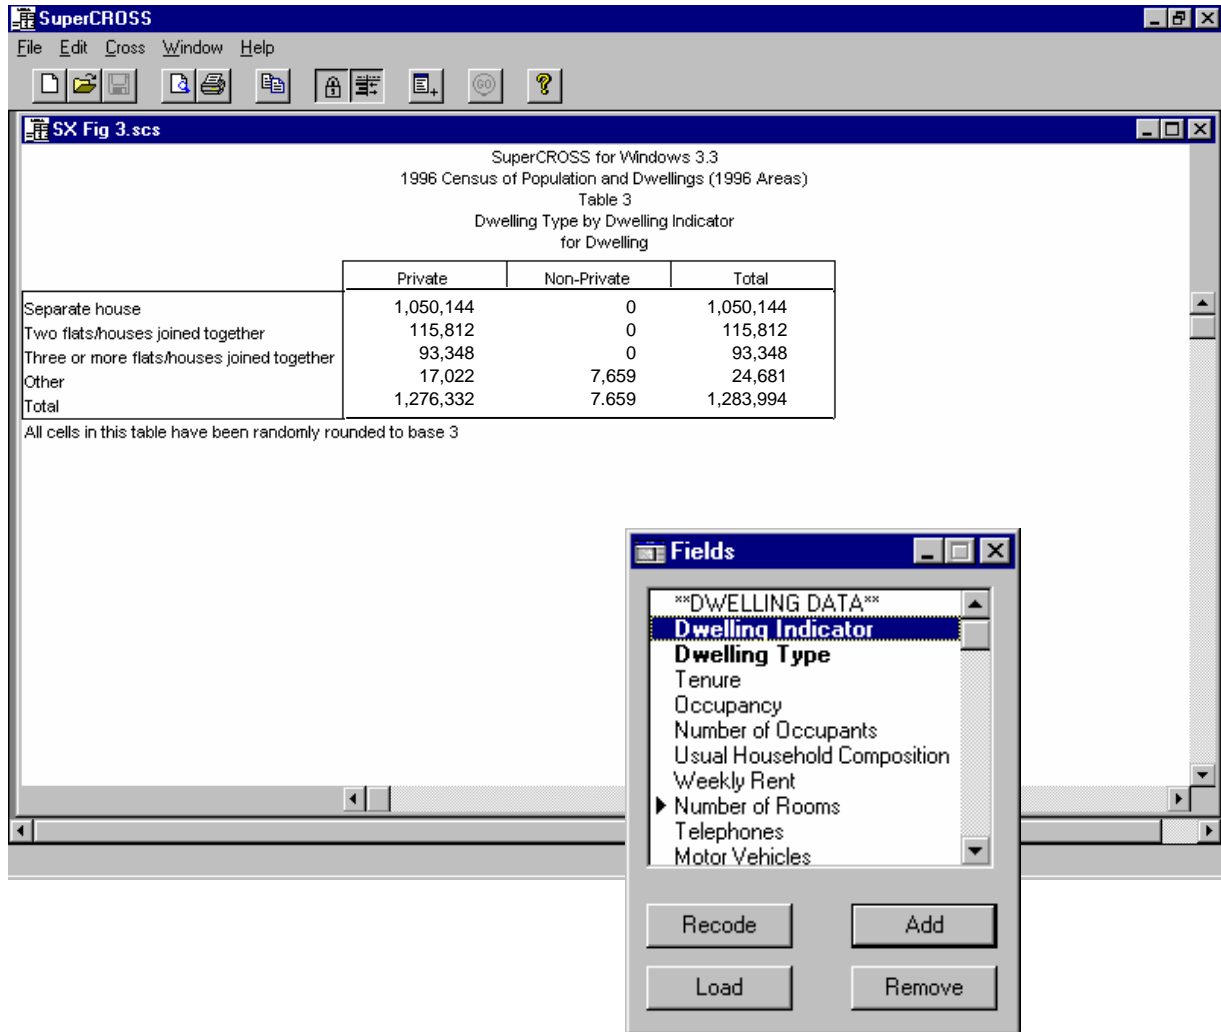 SuperCROSS
File Edit Cross Window Help
GO ?
SX Fig 3.scs
SuperCROSS for Windows 3.3
1996 Census of Population and Dwellings (1996 Areas)
Table 3
Dwelling Type by Dwelling Indicator
for Dwelling
Private Non-Private Total
Separate house 1,050,144 0 1,050,144
Two flats/houses joined together 115,812 0 115,812
Three or more flats/houses joined together 93,348 0 93,348
Other 17,022 7,659 24,681
Total 1,276,332 7.659 1,283,994
All cells in this table have been randomly rounded to base 3
Fields
**DWELLING DATA**
Dwelling Indicator
Dwelling Type
Tenure
Occupancy
Number of Occupants
Usual Household Composition
Weekly Rent
Number of Rooms
Telephones
Motor Vehicles
Recode Add
Load Remove